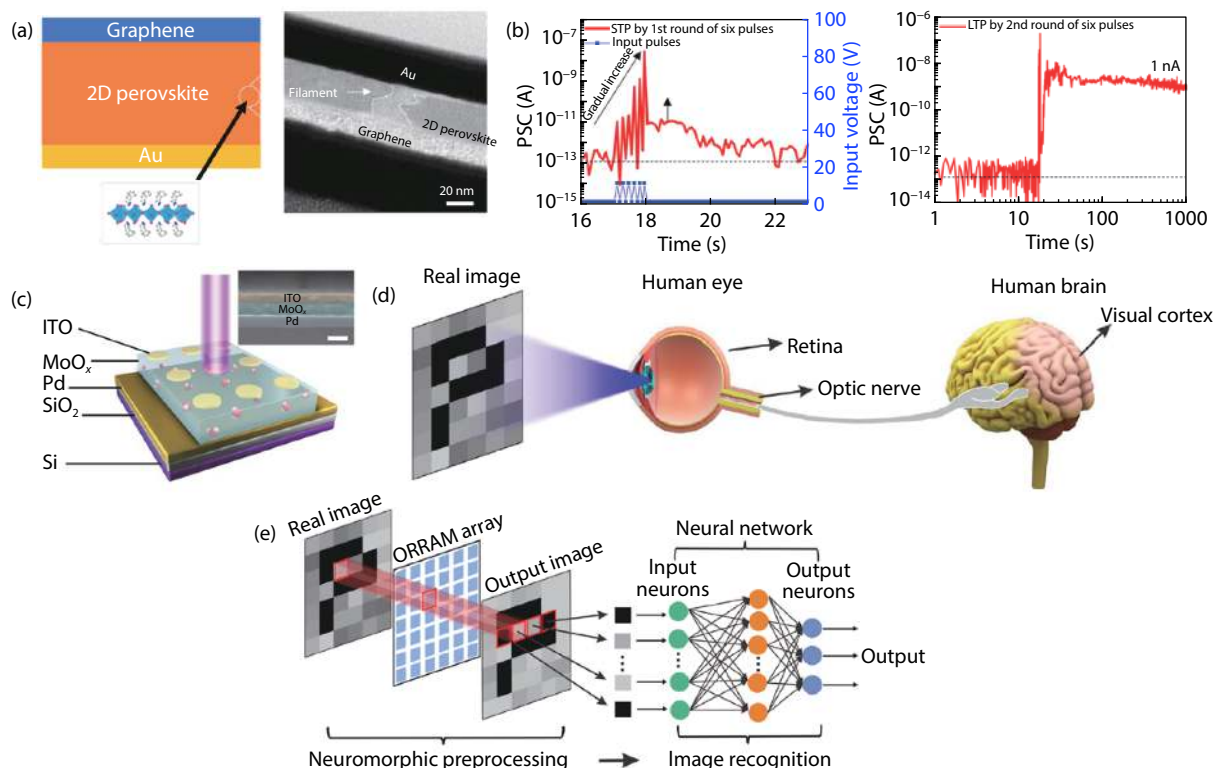 (a)
Graphene
2D perovskite
Au
Au
Filament
2D perovskite
Graphene
20 nm
(b)
PSC (A)
10⁻⁷
10⁻⁹
10⁻¹¹
10⁻¹³
10⁻¹⁵
STP by 1st round of six pulses
Input pulses
Gradual increase
100
80
60
40
20
0
Input voltage (V)
16 18 20 22
Time (s)
PSC (A)
10⁻⁶
10⁻⁸
10⁻¹⁰
10⁻¹²
10⁻¹⁴
LTP by 2nd round of six pulses
1 nA
1 10 100 1000
Time (s)
(c)
ITO
MoOₓ
Pd
SiO₂
Si
ITO
MoOₓ
Pd
(d)
Real image
Human eye
Human brain
Retina
Optic nerve
Visual cortex
(e)
Real image
ORRAM array
Output image
Neural network
Input
neurons
Output
neurons
Output
Neuromorphic preprocessing
Image recognition